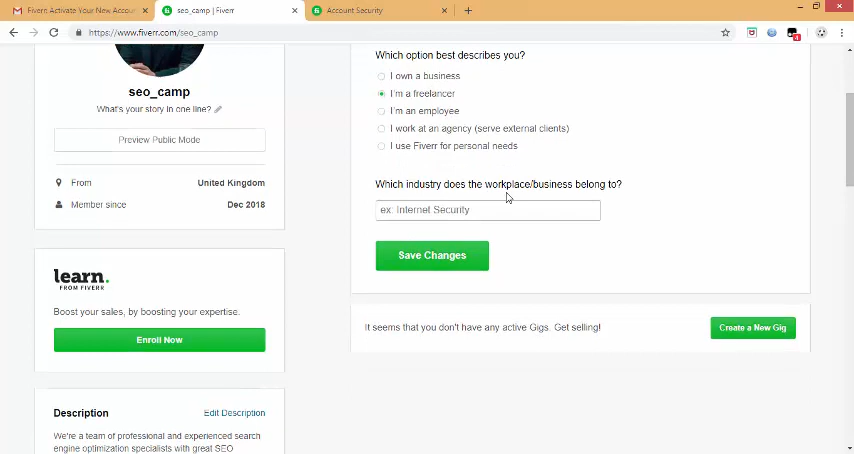 Fiverr: Activate Your New Accou
seo_camp | Fiverr
Account Security
https://www.fiverr.com/seo_camp
seo_camp
What's your story in one line?
Preview Public Mode
From United Kingdom
Member since Dec 2018
learn.
FROM FIVERR
Boost your sales, by boosting your expertise.
Enroll Now
Description Edit Description
We're a team of professional and experienced search
engine optimization specialists with great SEO
Which option best describes you?
I own a business
I'm a freelancer
I'm an employee
I work at an agency (serve external clients)
I use Fiverr for personal needs
Which industry does the workplace/business belong to?
ex: Internet Security
Save Changes
It seems that you don't have any active Gigs. Get selling!
Create a New Gig